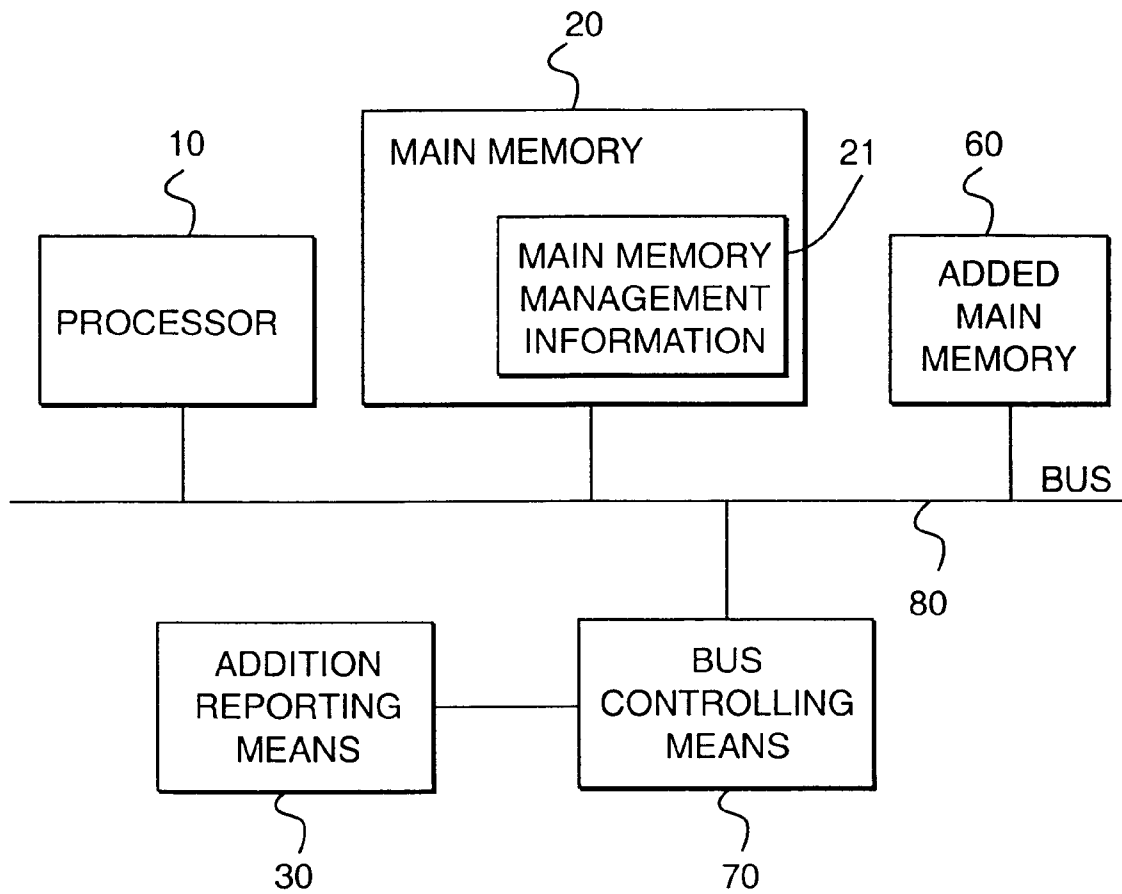 20
10
MAIN MEMORY
21
60
PROCESSOR
MAIN MEMORY
MANAGEMENT
INFORMATION
ADDED
MAIN
MEMORY
BUS
80
ADDITION
REPORTING
MEANS
BUS
CONTROLLING
MEANS
30
70